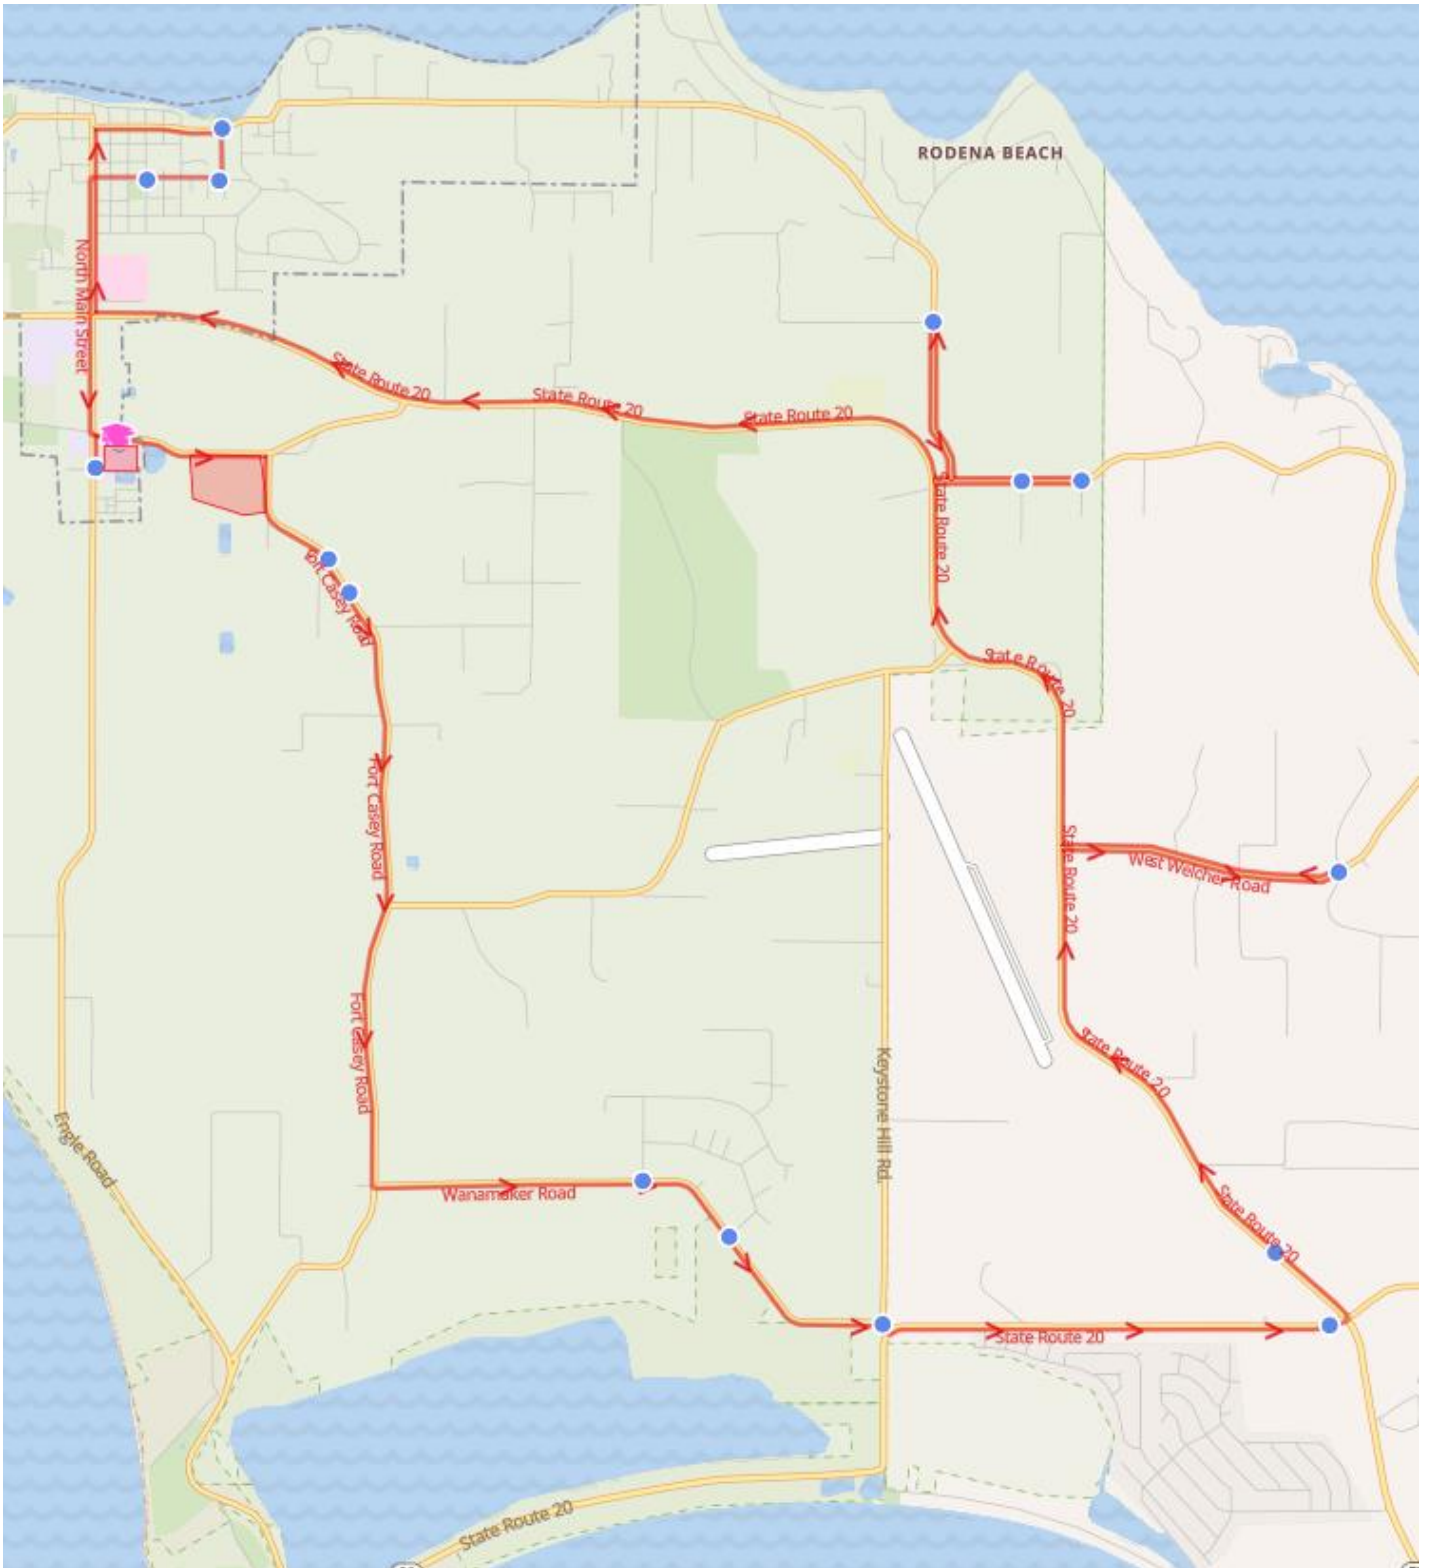 RODENA BEACH
North Main Street
State Route 20
State Route 20
State Route 20
State Route 20
Fort Casey Road
State Route 20
Fort Casey Road
State Route 20
West Welcher Road
Fort Casey Road
State Route 20
Keystone Hill Rd.
Engle Road
Wanamaker Road
State Route 20
State Route 20
State Route 20